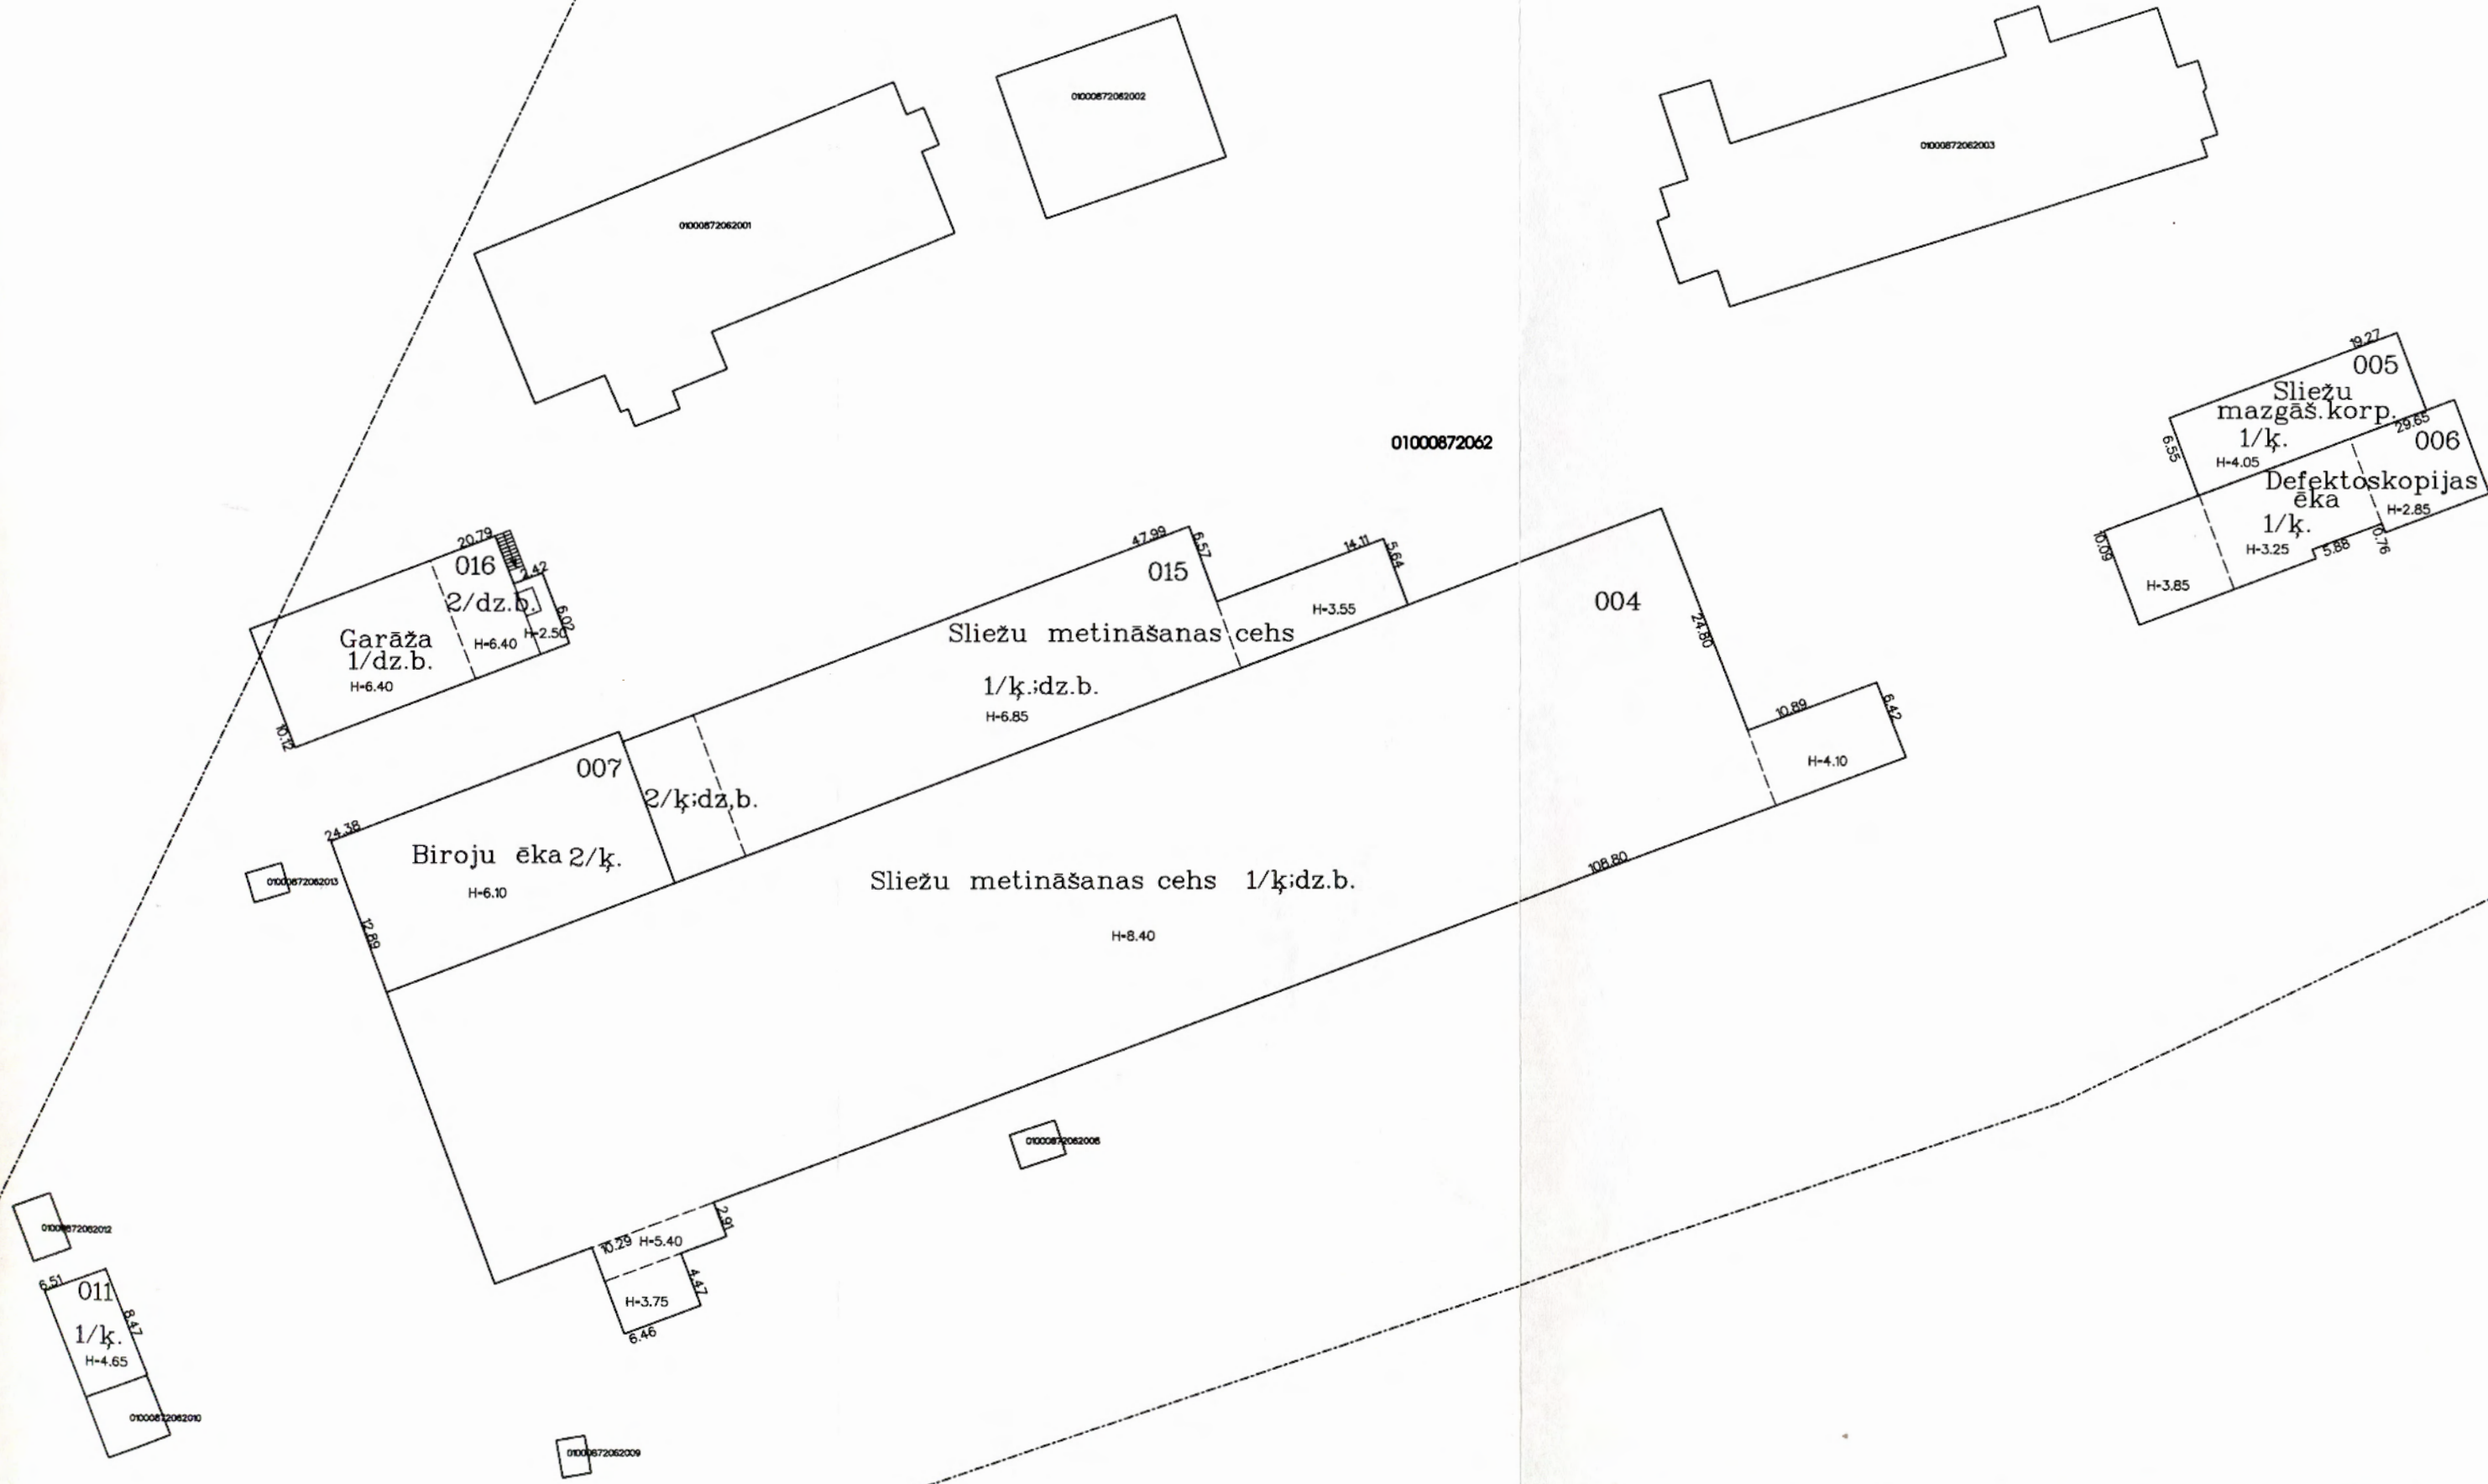 01000872062002
01000872062003
01000872062001
19.27
005
Sliežu
mazgāš.korp.
1/ķ.
H=4.05
6.55
29.65
006
Defektoskopijas
ēka
1/ķ.
H=2.85
H=3.25
5.88
0.76
10.09
H=3.85
01000872062
20.79
016
2.42
2/dz.b.
6.02
H=2.50
H=6.40
Garāža
1/dz.b.
H=6.40
10.12
47.99
6.57
015
14.11
5.64
H=3.55
Sliežu metināšanas cehs
1/ķ.;dz.b.
H=6.85
004
24.80
10.89
6.42
H=4.10
007
2/ķ;dz,b.
24.38
Biroju ēka 2/ķ.
H=6.10
12.89
01000872062013
108.80
Sliežu metināšanas cehs 1/ķ;dz.b.
H=8.40
01000872062008
2.91
10.29
H=5.40
4.47
H=3.75
6.46
01000872062012
6.51
011
8.47
1/ķ.
H=4.65
01000872062010
01000872062009